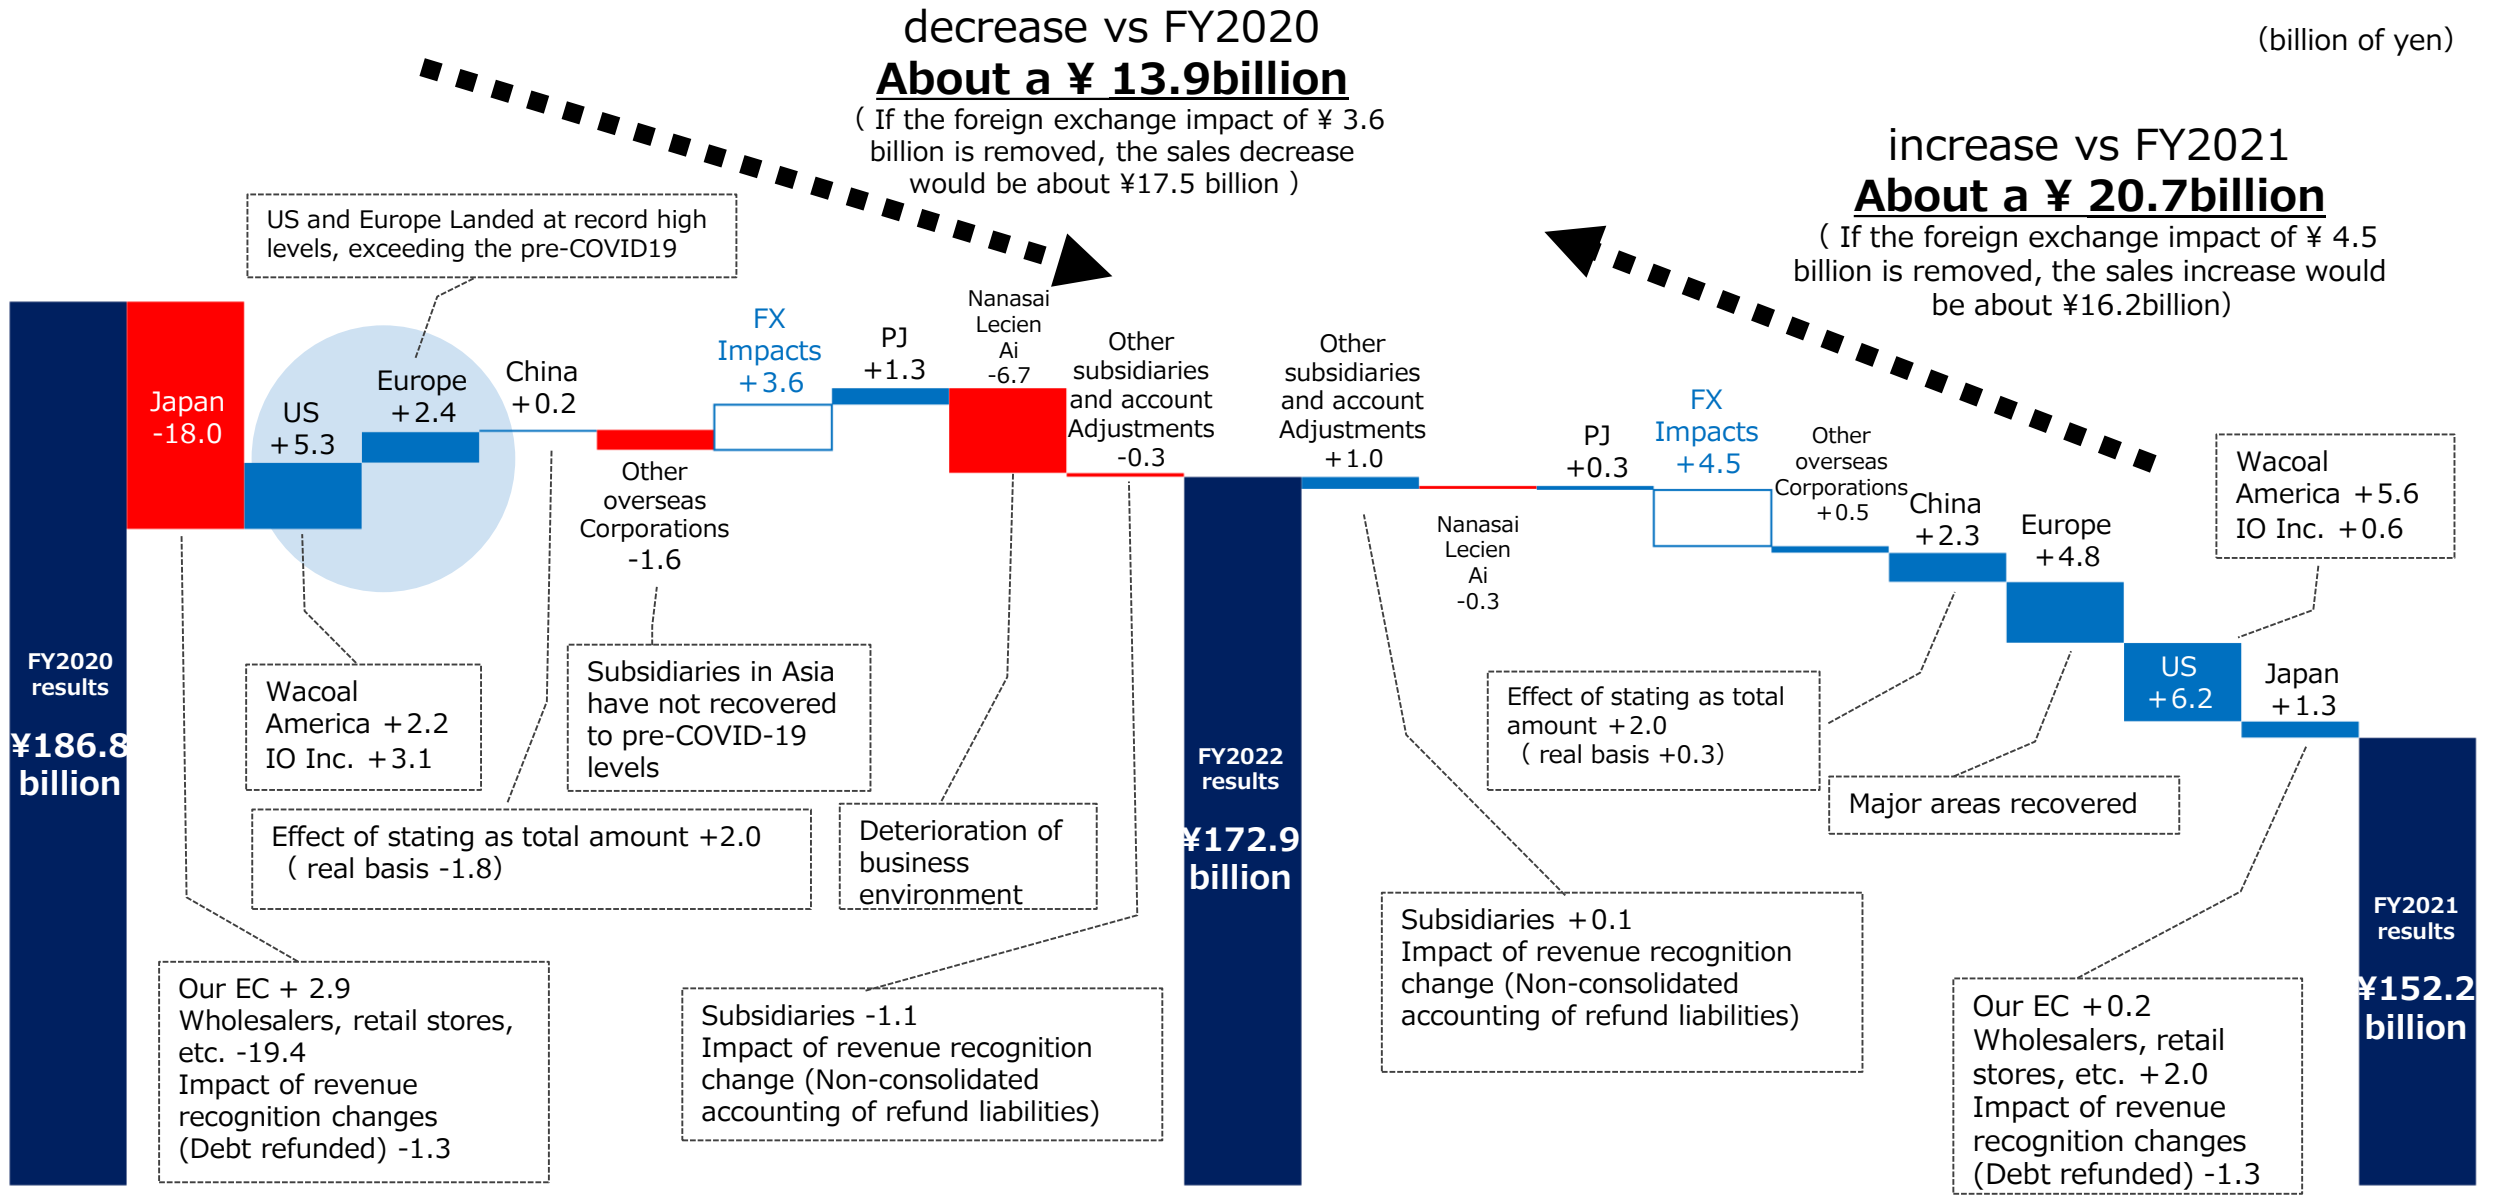 decrease vs FY2020
About a ¥ 13.9billion
( If the foreign exchange impact of ¥ 3.6
billion is removed, the sales decrease
would be about ¥17.5 billion )
(billion of yen)
increase vs FY2021
About a ¥ 20.7billion
( If the foreign exchange impact of ¥ 4.5
billion is removed, the sales increase would
be about ¥16.2billion)
US and Europe Landed at record high
levels, exceeding the pre-COVID19
FY2020
results
¥186.8
billion
Japan
-18.0
US
+5.3
Europe
+2.4
China
+0.2
Other
overseas
Corporations
-1.6
FX
Impacts
+3.6
PJ
+1.3
Nanasai
Lecien
Ai
-6.7
Other
subsidiaries
and account
Adjustments
-0.3
FY2022
results
¥172.9
billion
Other
subsidiaries
and account
Adjustments
+1.0
Nanasai
Lecien
Ai
-0.3
PJ
+0.3
FX
Impacts
+4.5
Other
overseas
Corporations
+0.5
China
+2.3
Europe
+4.8
US
+6.2
Japan
+1.3
FY2021
results
¥152.2
billion
Wacoal
America +5.6
IO Inc. +0.6
Wacoal
America +2.2
IO Inc. +3.1
Subsidiaries in Asia
have not recovered
to pre-COVID-19
levels
Effect of stating as total amount +2.0
( real basis -1.8)
Deterioration of
business
environment
Effect of stating as total
amount +2.0
( real basis +0.3)
Major areas recovered
Our EC + 2.9
Wholesalers, retail stores,
etc. -19.4
Impact of revenue
recognition changes
(Debt refunded) -1.3
Subsidiaries -1.1
Impact of revenue recognition
change (Non-consolidated
accounting of refund liabilities)
Subsidiaries +0.1
Impact of revenue recognition
change (Non-consolidated
accounting of refund liabilities)
Our EC +0.2
Wholesalers, retail
stores, etc. +2.0
Impact of revenue
recognition changes
(Debt refunded) -1.3